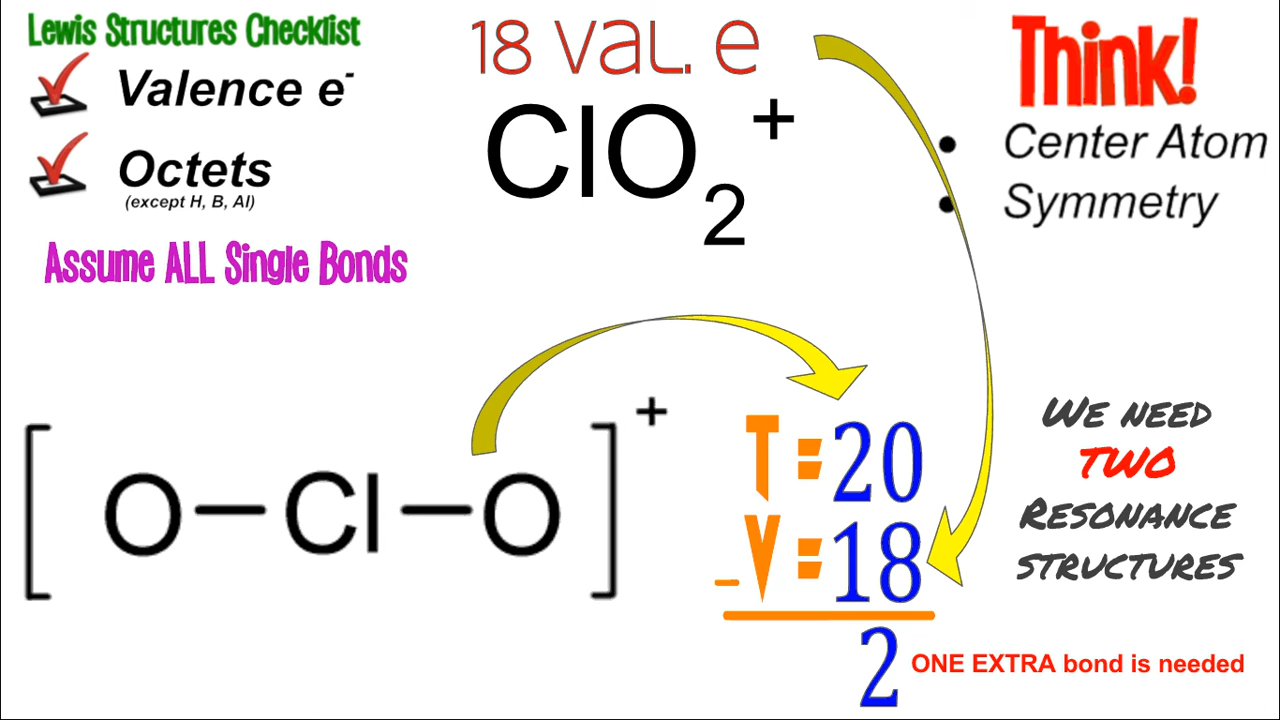 Lewis Structures Checklist
Valence e-
Octets
(except H, B, Al)
Assume ALL Single Bonds
18 val. e
ClO2+
Think!
• Center Atom
• Symmetry
[ O–Cl–O ]+
T=20
-V=18
2
ONE EXTRA bond is needed
We need
TWO
Resonance
structures